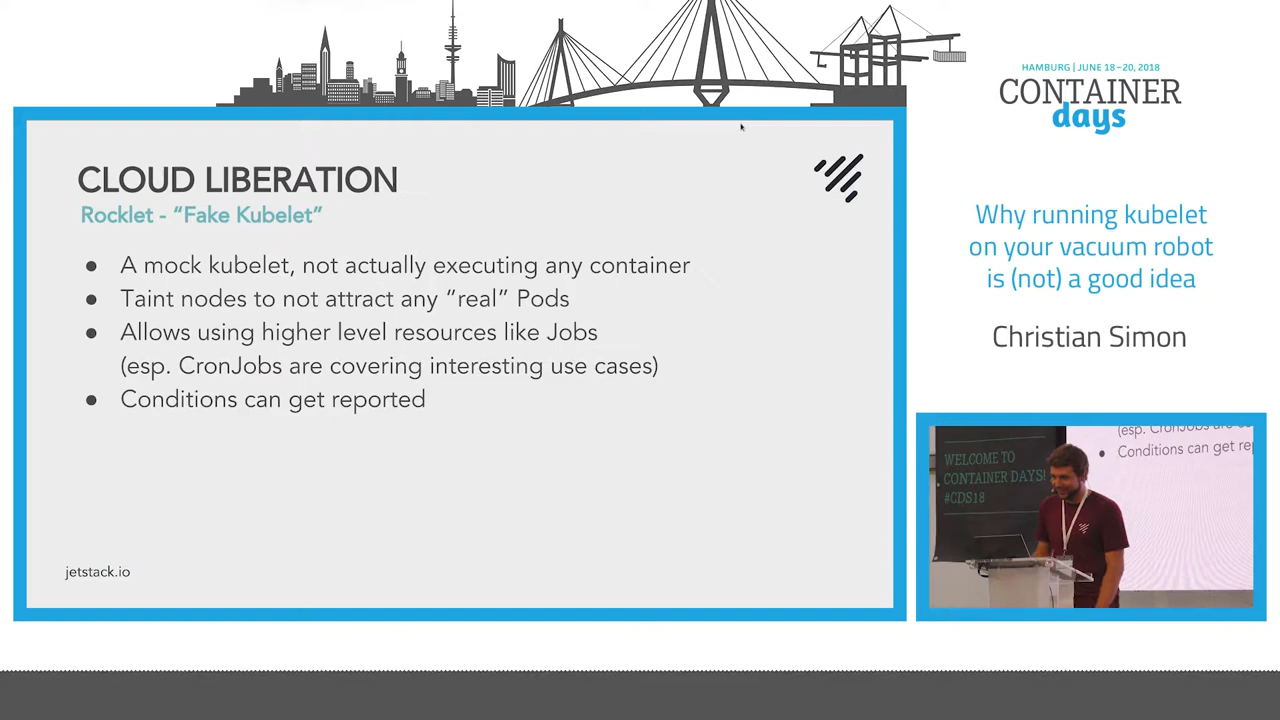 HAMBURG | JUNE 18–20, 2018
CONTAINER
days
CLOUD LIBERATION
Rocklet - “Fake Kubelet”
● A mock kubelet, not actually executing any container
● Taint nodes to not attract any “real” Pods
● Allows using higher level resources like Jobs
(esp. CronJobs are covering interesting use cases)
● Conditions can get reported
jetstack.io
Why running kubelet
on your vacuum robot
is (not) a good idea
Christian Simon
WELCOME TO
CONTAINER DAYS!
#CDS18
(esp. CronJobs are
● Conditions can get rep